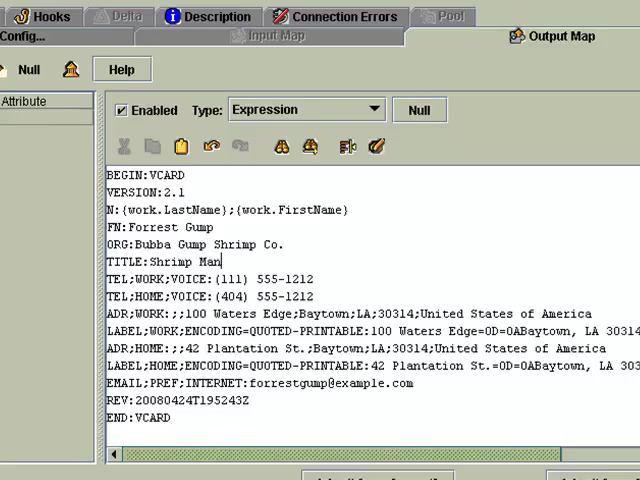 Hooks
Delta
Description
Connection Errors
Pool
Config...
Input Map
Output Map
Null
Help
Attribute
Enabled
Type:
Expression
Null
BEGIN:VCARD
VERSION:2.1
N:{work.LastName};{work.FirstName}
FN:Forrest Gump
ORG:Bubba Gump Shrimp Co.
TITLE:Shrimp Man
TEL;WORK;VOICE:(111) 555-1212
TEL;HOME;VOICE:(404) 555-1212
ADR;WORK:;;100 Waters Edge;Baytown;LA;30314;United States of America
LABEL;WORK;ENCODING=QUOTED-PRINTABLE:100 Waters Edge=0D=0ABaytown, LA 3031
ADR;HOME:;;42 Plantation St.;Baytown;LA;30314;United States of America
LABEL;HOME;ENCODING=QUOTED-PRINTABLE:42 Plantation St.=0D=0ABaytown, LA 30
EMAIL;PREF;INTERNET:forrestgump@example.com
REV:20080424T195243Z
END:VCARD